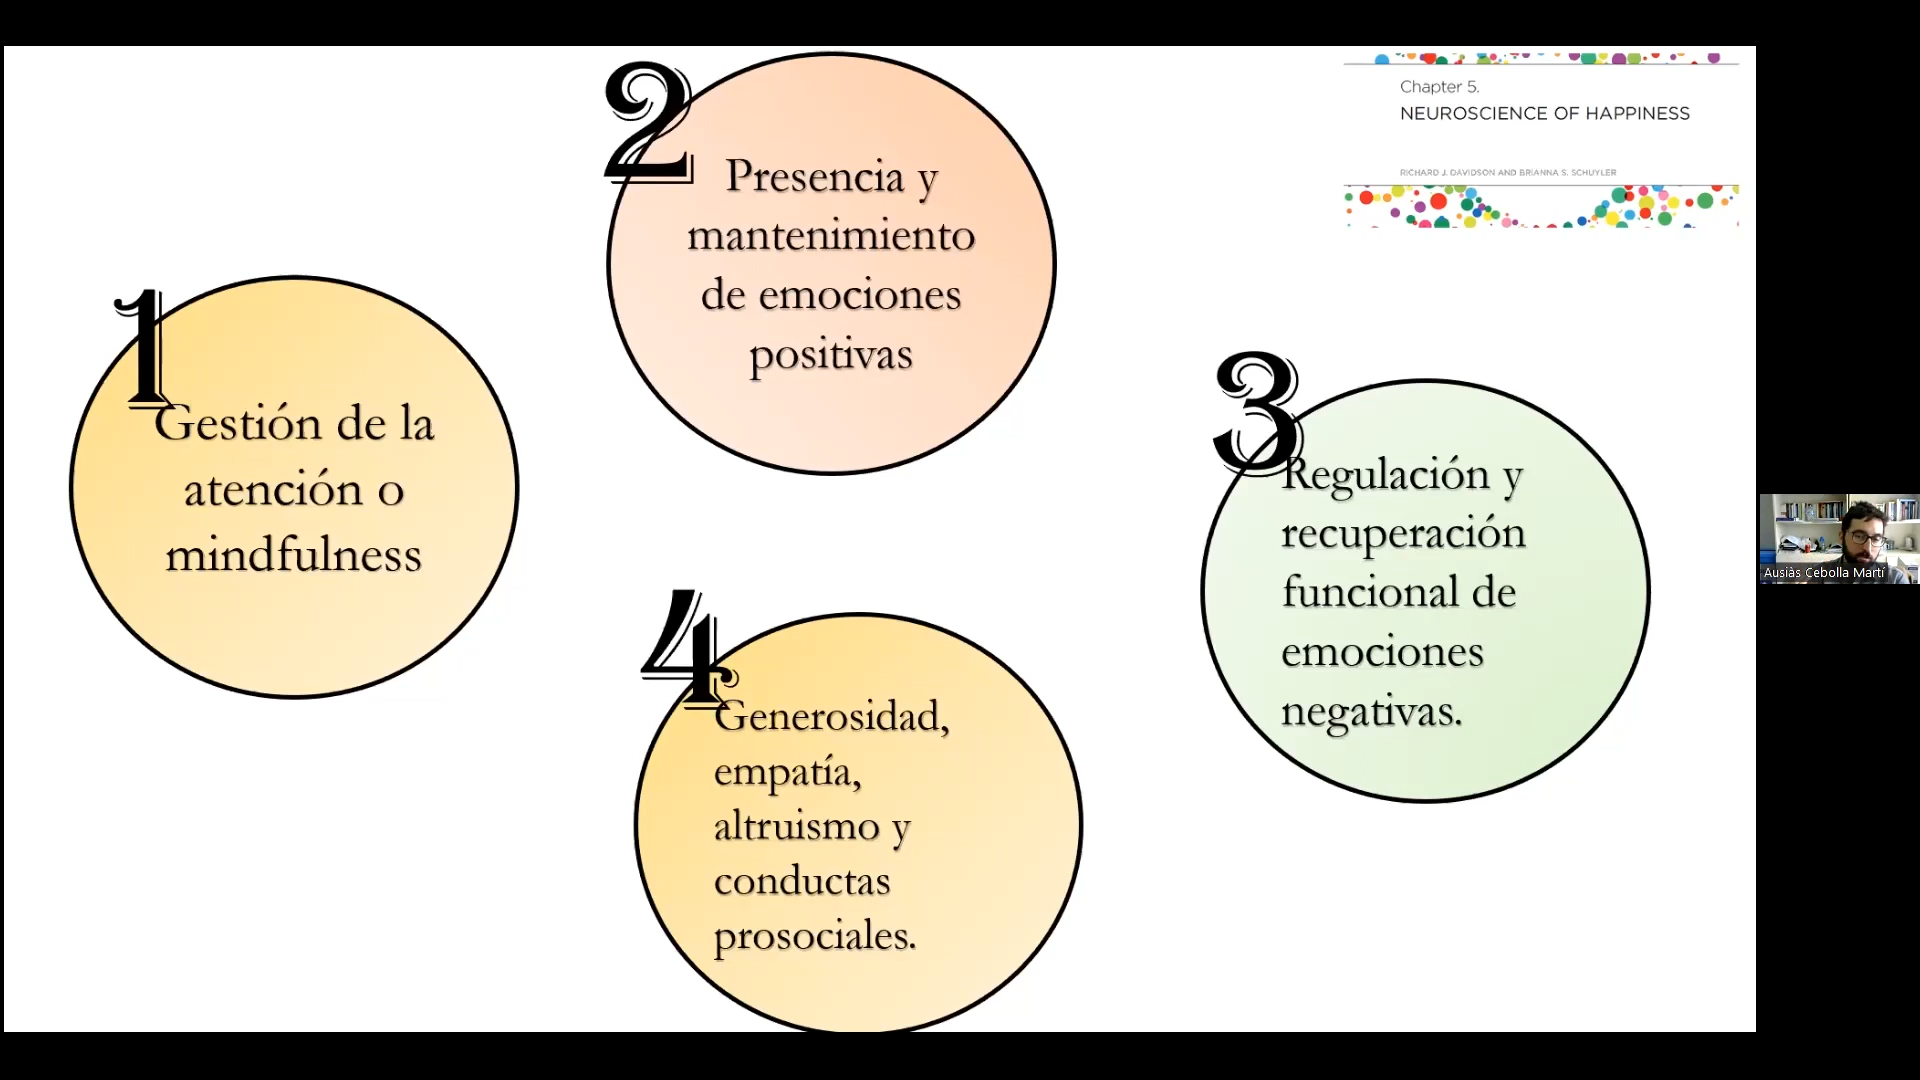 Chapter 5.
NEUROSCIENCE OF HAPPINESS
RICHARD J. DAVIDSON AND BRIANNA S. SCHUYLER
1
Gestión de la
atención o
mindfulness
2
Presencia y
mantenimiento
de emociones
positivas
3
Regulación y
recuperación
funcional de
emociones
negativas.
4
Generosidad,
empatía,
altruismo y
conductas
prosociales.
Ausiàs Cebolla Martí